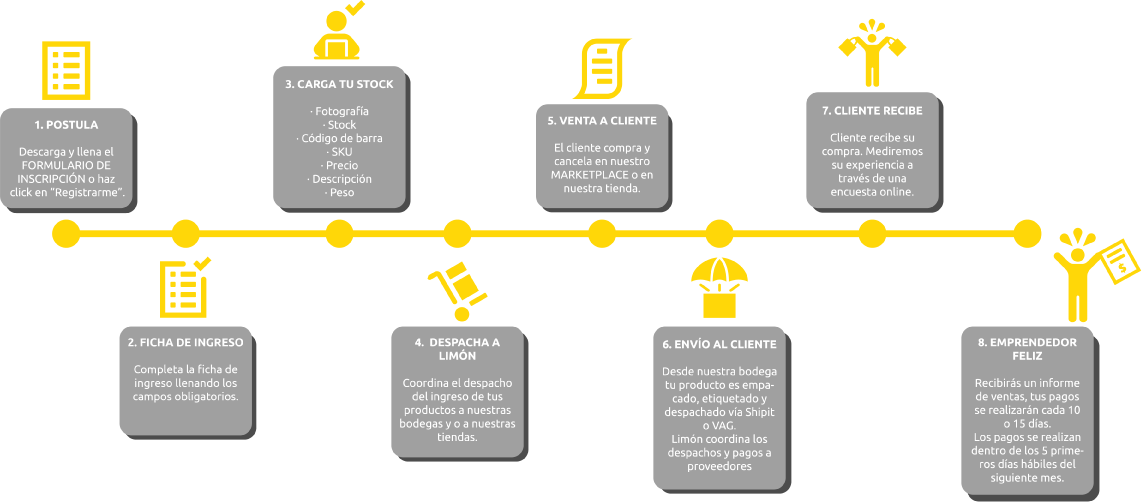 1. POSTULA
Descarga y llena el
FORMULARIO DE
INSCRIPCIÓN o haz
click en “Registrarme”.
2. FICHA DE INGRESO
Completa la ficha de
ingreso llenando los
campos obligatorios.
3. CARGA TU STOCK
· Fotografía
· Stock
· Código de barra
· SKU
· Precio
· Descripción
· Peso
4. DESPACHA A
LIMÓN
Coordina el despacho
del ingreso de tus
productos a nuestras
bodegas y o a nuestras
tiendas.
5. VENTA A CLIENTE
El cliente compra y
cancela en nuestro
MARKETPLACE o en
nuestra tienda.
6. ENVÍO AL CLIENTE
Desde nuestra bodega
tu producto es empa-
cado, etiquetado y
despachado vía Shipit
o VAG.
Limón coordina los
despachos y pagos a
proveedores
7. CLIENTE RECIBE
Cliente recibe su
compra. Mediremos
su experiencia a
través de una
encuesta online.
$
8. EMPRENDEDOR
FELIZ
Recibirás un informe
de ventas, tus pagos
se realizarán cada 10
o 15 días.
Los pagos se realizan
dentro de los 5 prime-
ros días hábiles del
siguiente mes.